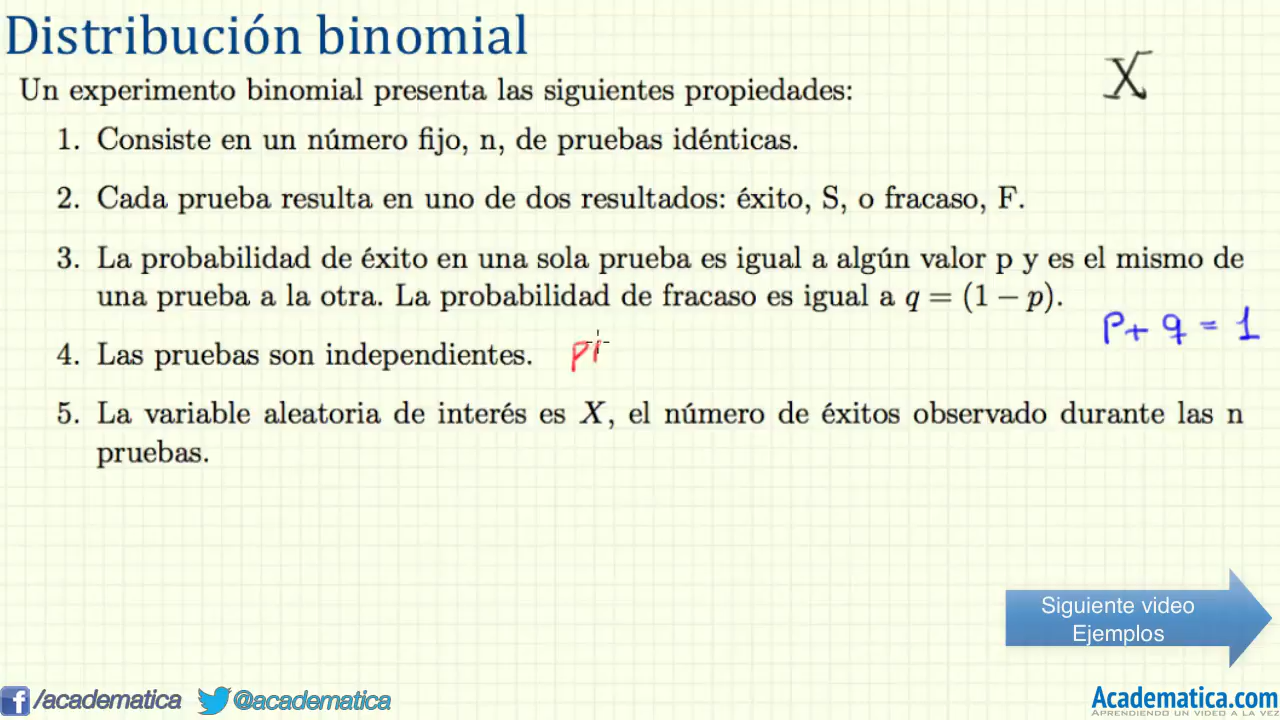 Distribución binomial
X
Un experimento binomial presenta las siguientes propiedades:
1. Consiste en un número fijo, n, de pruebas idénticas.
2. Cada prueba resulta en uno de dos resultados: éxito, S, o fracaso, F.
3. La probabilidad de éxito en una sola prueba es igual a algún valor p y es el mismo de
una prueba a la otra. La probabilidad de fracaso es igual a q = (1 − p).
p + q = 1
4. Las pruebas son independientes.
5. La variable aleatoria de interés es X, el número de éxitos observado durante las n
pruebas.
Siguiente video
Ejemplos
/academatica
@academatica
Academatica.com
APRENDIENDO UN VIDEO A LA VEZ